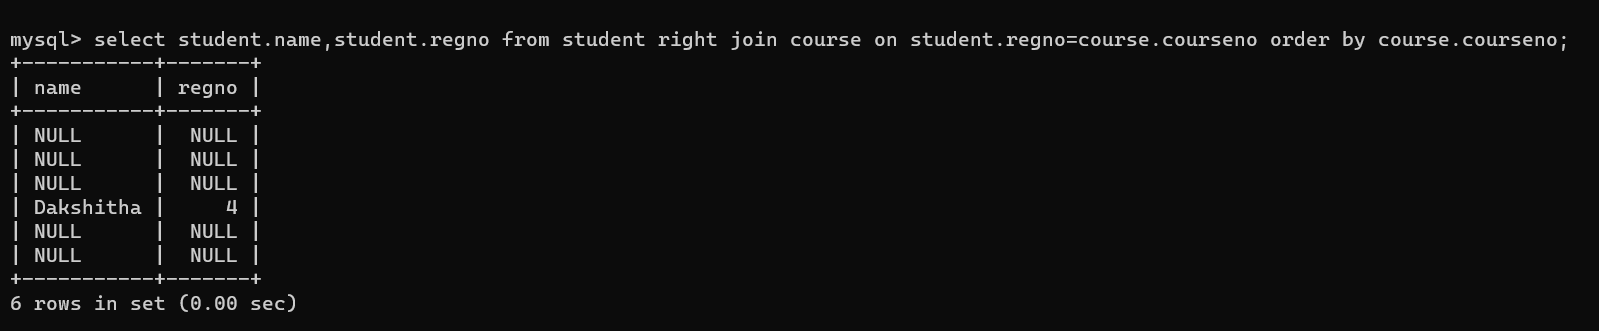 mysql> select student.name,student.regno from student right join course on student.regno=course.courseno order by course.courseno;
+-----------+-------+
| name      | regno |
+-----------+-------+
| NULL      |  NULL |
| NULL      |  NULL |
| NULL      |  NULL |
| Dakshitha |     4 |
| NULL      |  NULL |
| NULL      |  NULL |
+-----------+-------+
6 rows in set (0.00 sec)